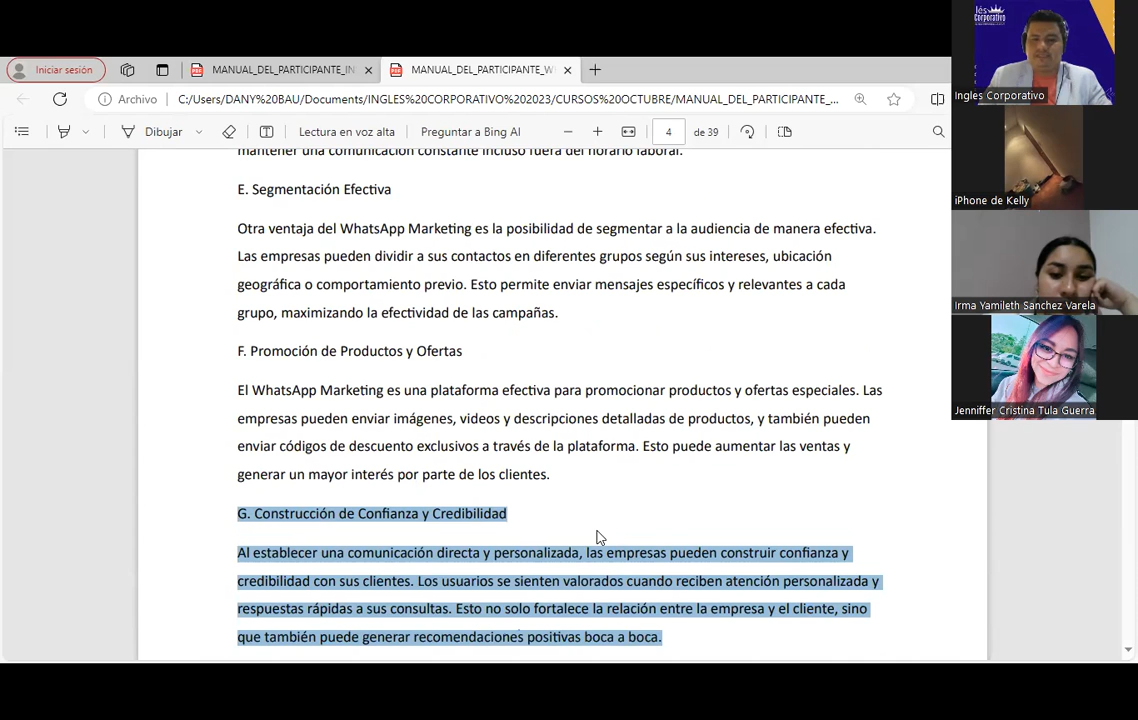 Iniciar sesión
MANUAL_DEL_PARTICIPANTE_IN
MANUAL_DEL_PARTICIPANTE_W
Archivo
C:/Users/DANY%20BAU/Documents/INGLES%20CORPORATIVO%202023/CURSOS%20OCTUBRE/MANUAL_DEL_PARTICIPANTE_...
Dibujar
Lectura en voz alta
Preguntar a Bing AI
4 de 39
mantener una comunicación constante incluso fuera del horario laboral.
E. Segmentación Efectiva
Otra ventaja del WhatsApp Marketing es la posibilidad de segmentar a la audiencia de manera efectiva.
Las empresas pueden dividir a sus contactos en diferentes grupos según sus intereses, ubicación
geográfica o comportamiento previo. Esto permite enviar mensajes específicos y relevantes a cada
grupo, maximizando la efectividad de las campañas.
F. Promoción de Productos y Ofertas
El WhatsApp Marketing es una plataforma efectiva para promocionar productos y ofertas especiales. Las
empresas pueden enviar imágenes, videos y descripciones detalladas de productos, y también pueden
enviar códigos de descuento exclusivos a través de la plataforma. Esto puede aumentar las ventas y
generar un mayor interés por parte de los clientes.
G. Construcción de Confianza y Credibilidad
Al establecer una comunicación directa y personalizada, las empresas pueden construir confianza y
credibilidad con sus clientes. Los usuarios se sienten valorados cuando reciben atención personalizada y
respuestas rápidas a sus consultas. Esto no solo fortalece la relación entre la empresa y el cliente, sino
que también puede generar recomendaciones positivas boca a boca.
lés
Corporativo
Ingles Corporativo
iPhone de Kelly
Irma Yamileth Sanchez Varela
Jenniffer Cristina Tula Guerra